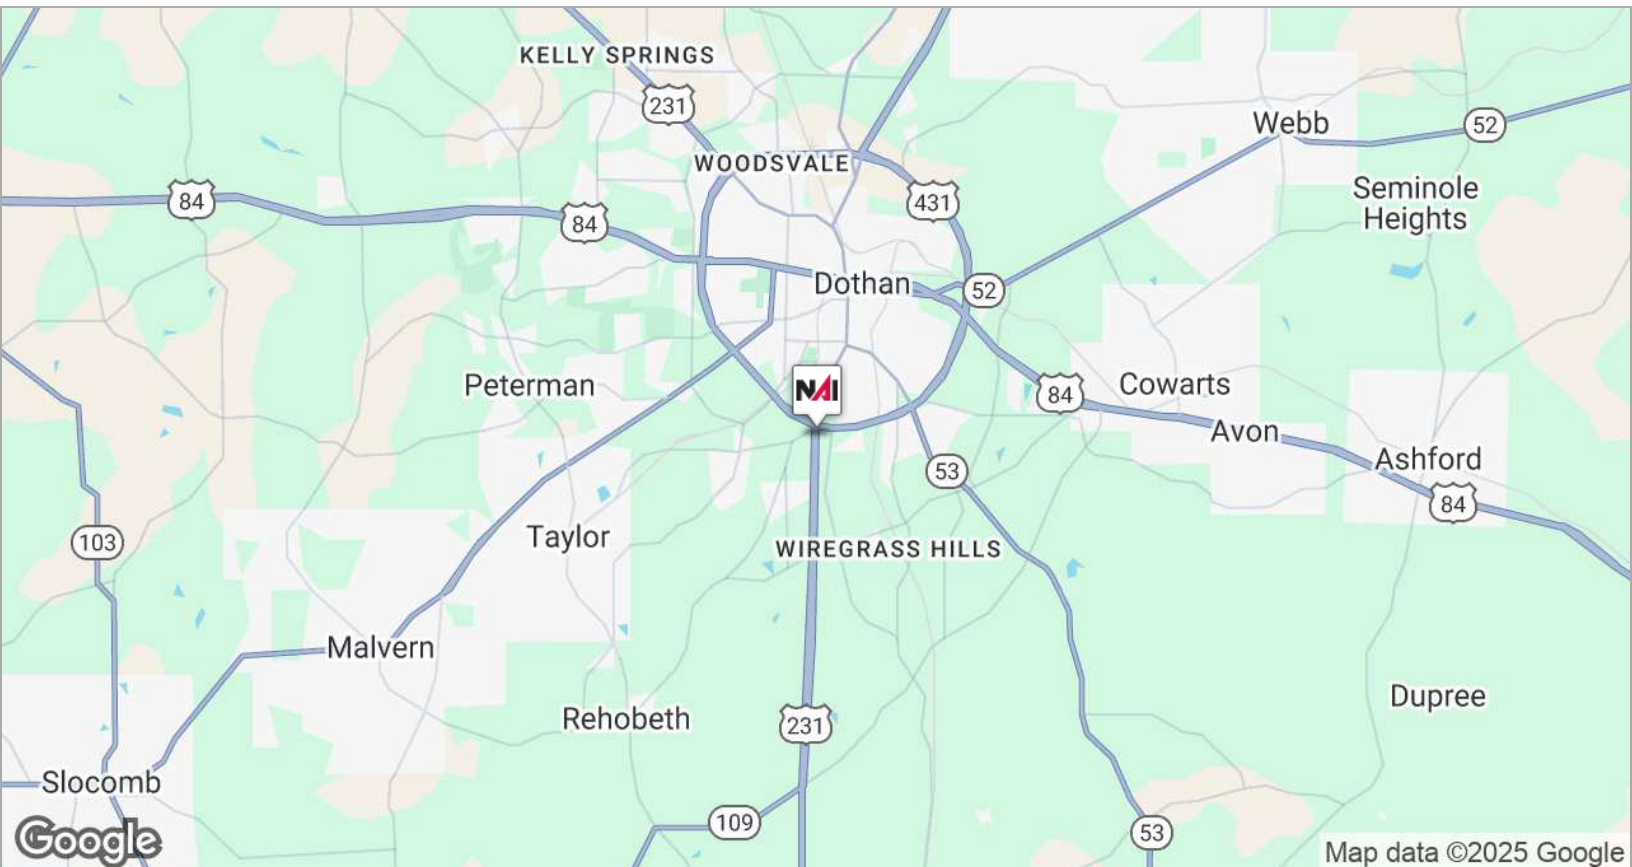 KELLY SPRINGS
231
Webb
52
WOODSVALE
84
431
Seminole
Heights
84
Dothan
52
NAI
Peterman
84
Cowarts
Avon
Ashford
53
84
103
Taylor
WIREGRASS HILLS
Malvern
Dupree
Rehobeth
231
Slocomb
109
53
Google
Map data ©2025 Google